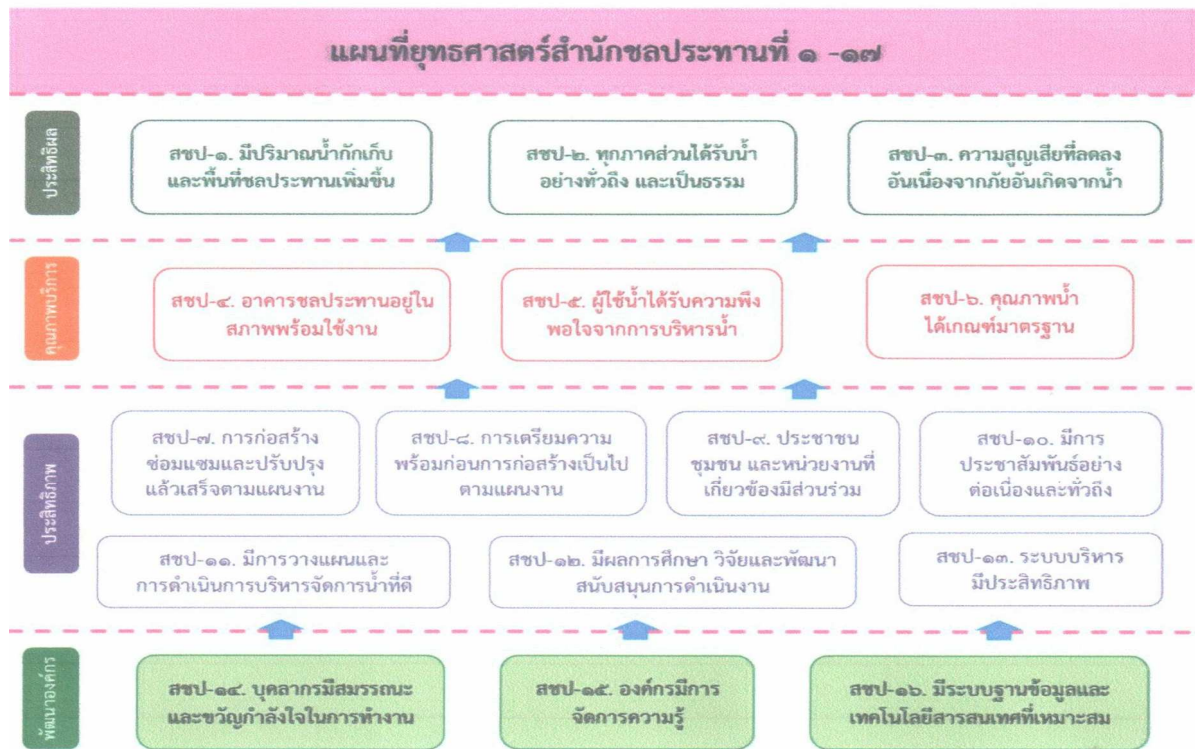 แผนที่ยุทธศาสตร์สำนักชลประทานที่ ๑ -๑๗
ประสิทธิผล
สชป-๑. มีปริมาณน้ำกักเก็บ
และพื้นที่ชลประทานเพิ่มขึ้น
สชป-๒. ทุกภาคส่วนได้รับน้ำ
อย่างทั่วถึง และเป็นธรรม
สชป-๓. ความสูญเสียที่ลดลง
อันเนื่องจากภัยอันเกิดจากน้ำ
คุณภาพบริการ
สชป-๔. อาคารชลประทานอยู่ใน
สภาพพร้อมใช้งาน
สชป-๕. ผู้ใช้น้ำได้รับความพึง
พอใจจากการบริหารน้ำ
สชป-๖. คุณภาพน้ำ
ได้เกณฑ์มาตรฐาน
ประสิทธิภาพ
สชป-๗. การก่อสร้าง
ซ่อมแซมและปรับปรุง
แล้วเสร็จตามแผนงาน
สชป-๘. การเตรียมความ
พร้อมก่อนการก่อสร้างเป็นไป
ตามแผนงาน
สชป-๙. ประชาชน
ชุมชน และหน่วยงานที่
เกี่ยวข้องมีส่วนร่วม
สชป-๑๐. มีการ
ประชาสัมพันธ์อย่าง
ต่อเนื่องและทั่วถึง
สชป-๑๑. มีการวางแผนและ
การดำเนินการบริหารจัดการน้ำที่ดี
สชป-๑๒. มีผลการศึกษา วิจัยและพัฒนา
สนับสนุนการดำเนินงาน
สชป-๑๓. ระบบบริหาร
มีประสิทธิภาพ
พัฒนาองค์กร
สชป-๑๔. บุคลากรมีสมรรถนะ
และขวัญกำลังใจในการทำงาน
สชป-๑๕. องค์กรมีการ
จัดการความรู้
สชป-๑๖. มีระบบฐานข้อมูลและ
เทคโนโลยีสารสนเทศที่เหมาะสม